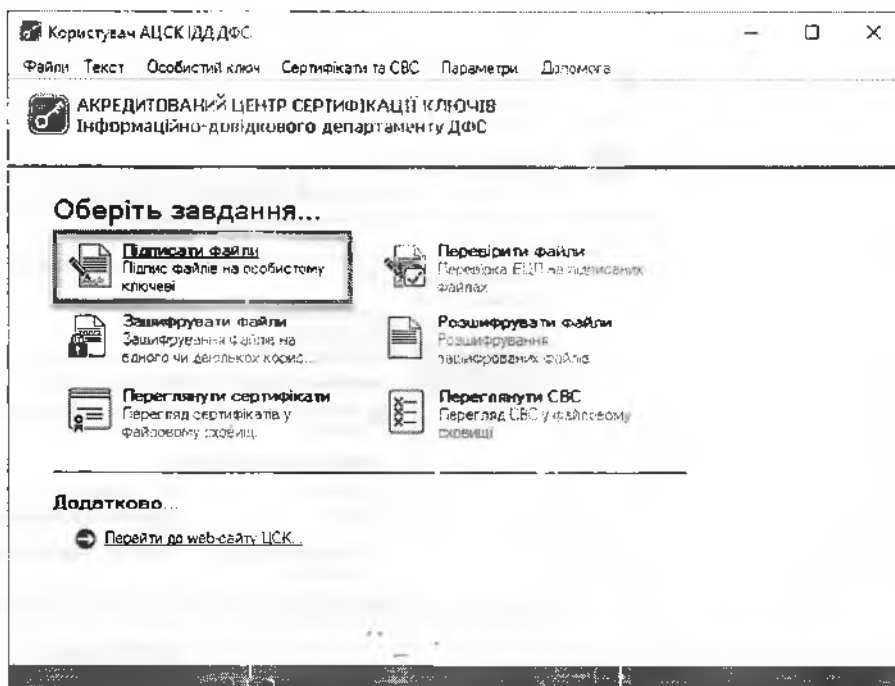 Користувач АЦСК ІДД ДФС
Файли Текст Особистий ключ Сертифікати та СВС Параметри Допомога
АКРЕДИТОВАНИЙ ЦЕНТР СЕРТИФІКАЦІЇ КЛЮЧІВ
Інформаційно-довідкового департаменту ДФС
Оберіть завдання...
Підписати файли
Підпис файлів на особистому
ключеві
Перевірити файли
Перевірка ЕЦП на підписаних
файлах
Зашифрувати файли
Зашифрування файлів на
одного чи декількох корис...
Розшифрувати файли
Розшифрування
зашифрованих файлів
Переглянути сертифікати
Перегляд сертифікатів у
файловому сховищі
Переглянути СВС
Перегляд СВС у файловому
сховищі
Додатково...
Перейти до web-сайту ЦСК...